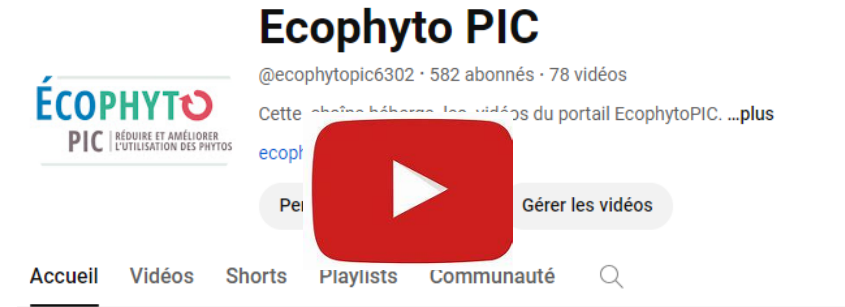 Ecophyto PIC
@ecophytopic6302 · 582 abonnés · 78 vidéos
ÉCOPHYTO
PIC RÉDUIRE ET AMÉLIORER
L'UTILISATION DES PHYTOS
Cette chaîne héberge les vidéos du portail EcophytoPIC. ...plus
Gérer les vidéos
Accueil Vidéos Shorts Playlists Communauté